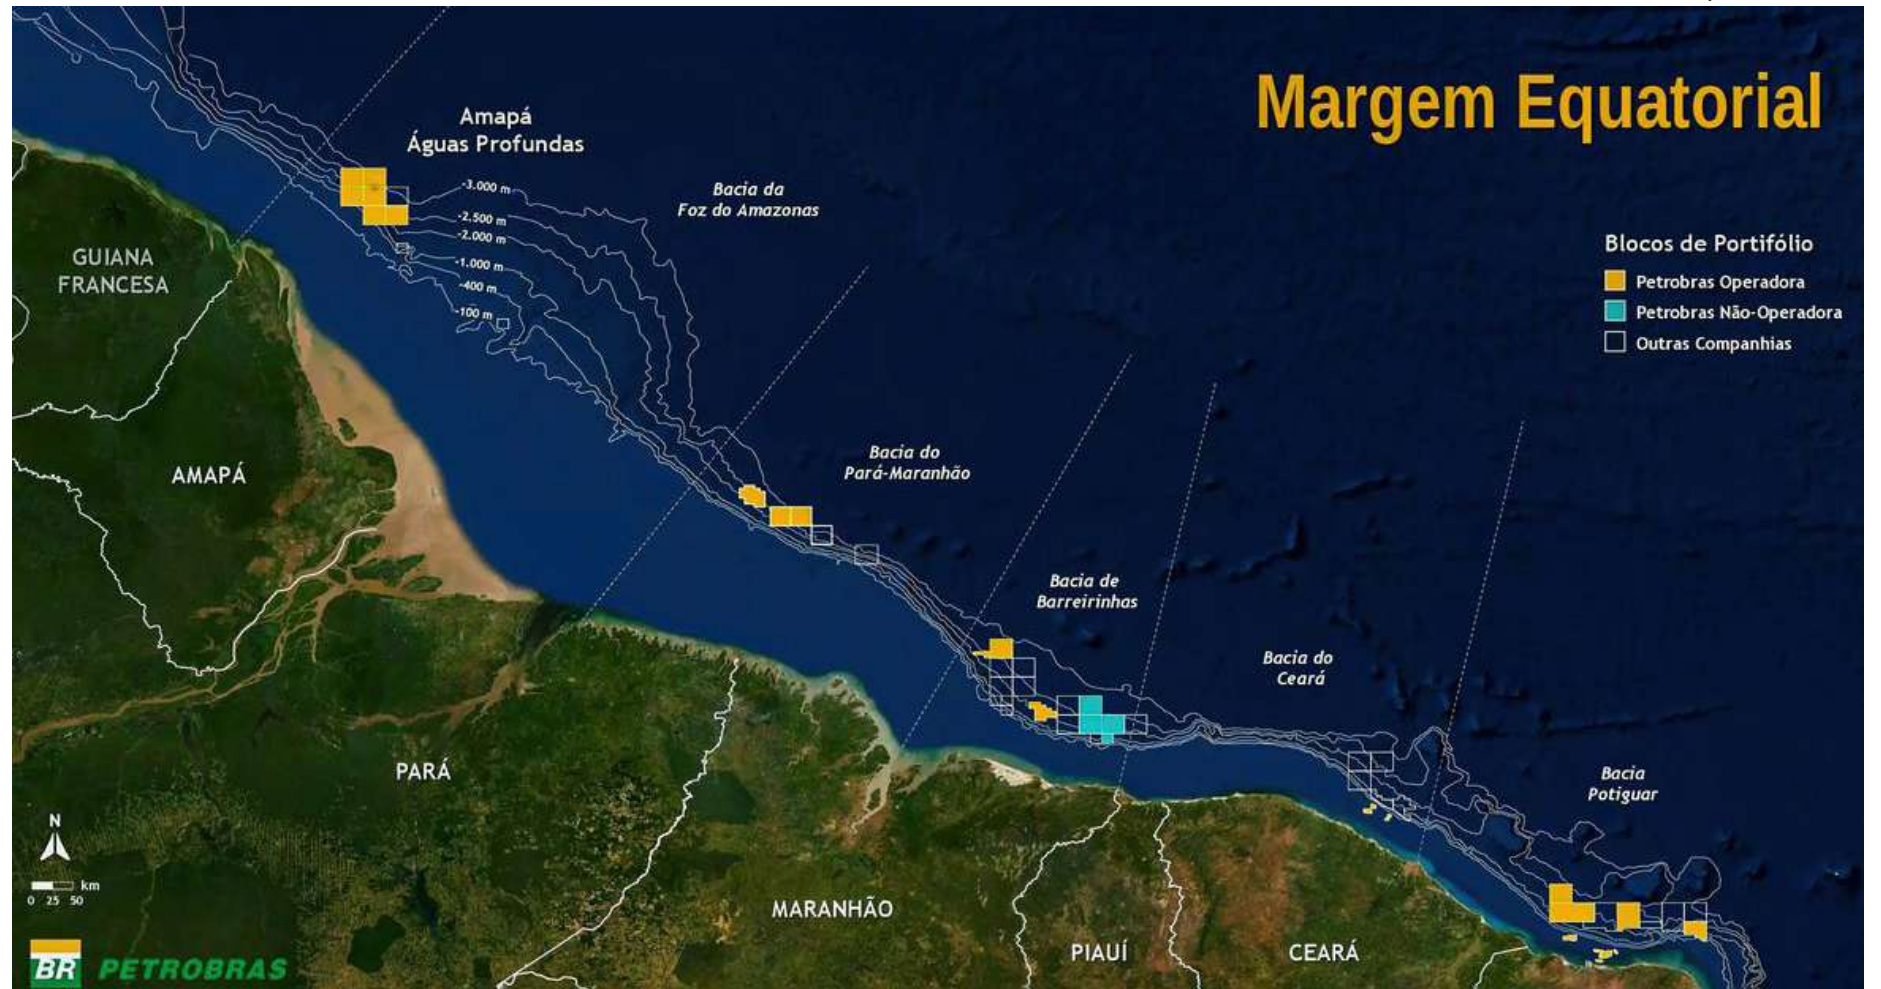 Margem Equatorial
Amapá
Águas Profundas
-3.000 m
-2.500 m
-2.000 m
-1.000 m
-400 m
-100 m
Bacia da
Foz do Amazonas
Blocos de Portifólio
Petrobras Operadora
Petrobras Não-Operadora
Outras Companhias
GUIANA
FRANCESA
AMAPÁ
Bacia do
Pará-Maranhão
Bacia de
Barreirinhas
Bacia do
Ceará
Bacia
Potiguar
PARÁ
MARANHÃO
PIAUÍ
CEARÁ
N
km
0 25 50
BR PETROBRAS